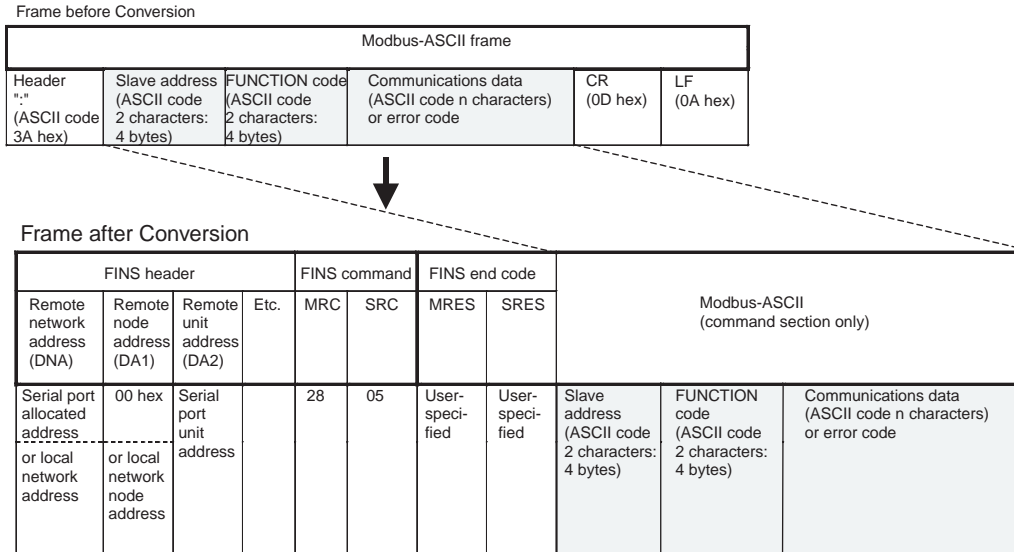 Frame before Conversion
Modbus-ASCII frame
Header
":"
(ASCII code
3A hex)
Slave address
(ASCII code
2 characters:
4 bytes)
FUNCTION code
(ASCII code
2 characters:
4 bytes)
Communications data
(ASCII code n characters)
or error code
CR
(0D hex)
LF
(0A hex)
Frame after Conversion
FINS header
FINS command
FINS end code
Modbus-ASCII
(command section only)
Remote
network
address
(DNA)
Remote
node
address
(DA1)
Remote
unit
address
(DA2)
Etc.
MRC
SRC
MRES
SRES
Serial port
allocated
address
or local
network
address
00 hex
or local
network
node
address
Serial
port
unit
address
28
05
User-
speci-
fied
User-
speci-
fied
Slave
address
(ASCII code
2 characters:
4 bytes)
FUNCTION
code
(ASCII code
2 characters:
4 bytes)
Communications data
(ASCII code n characters)
or error code